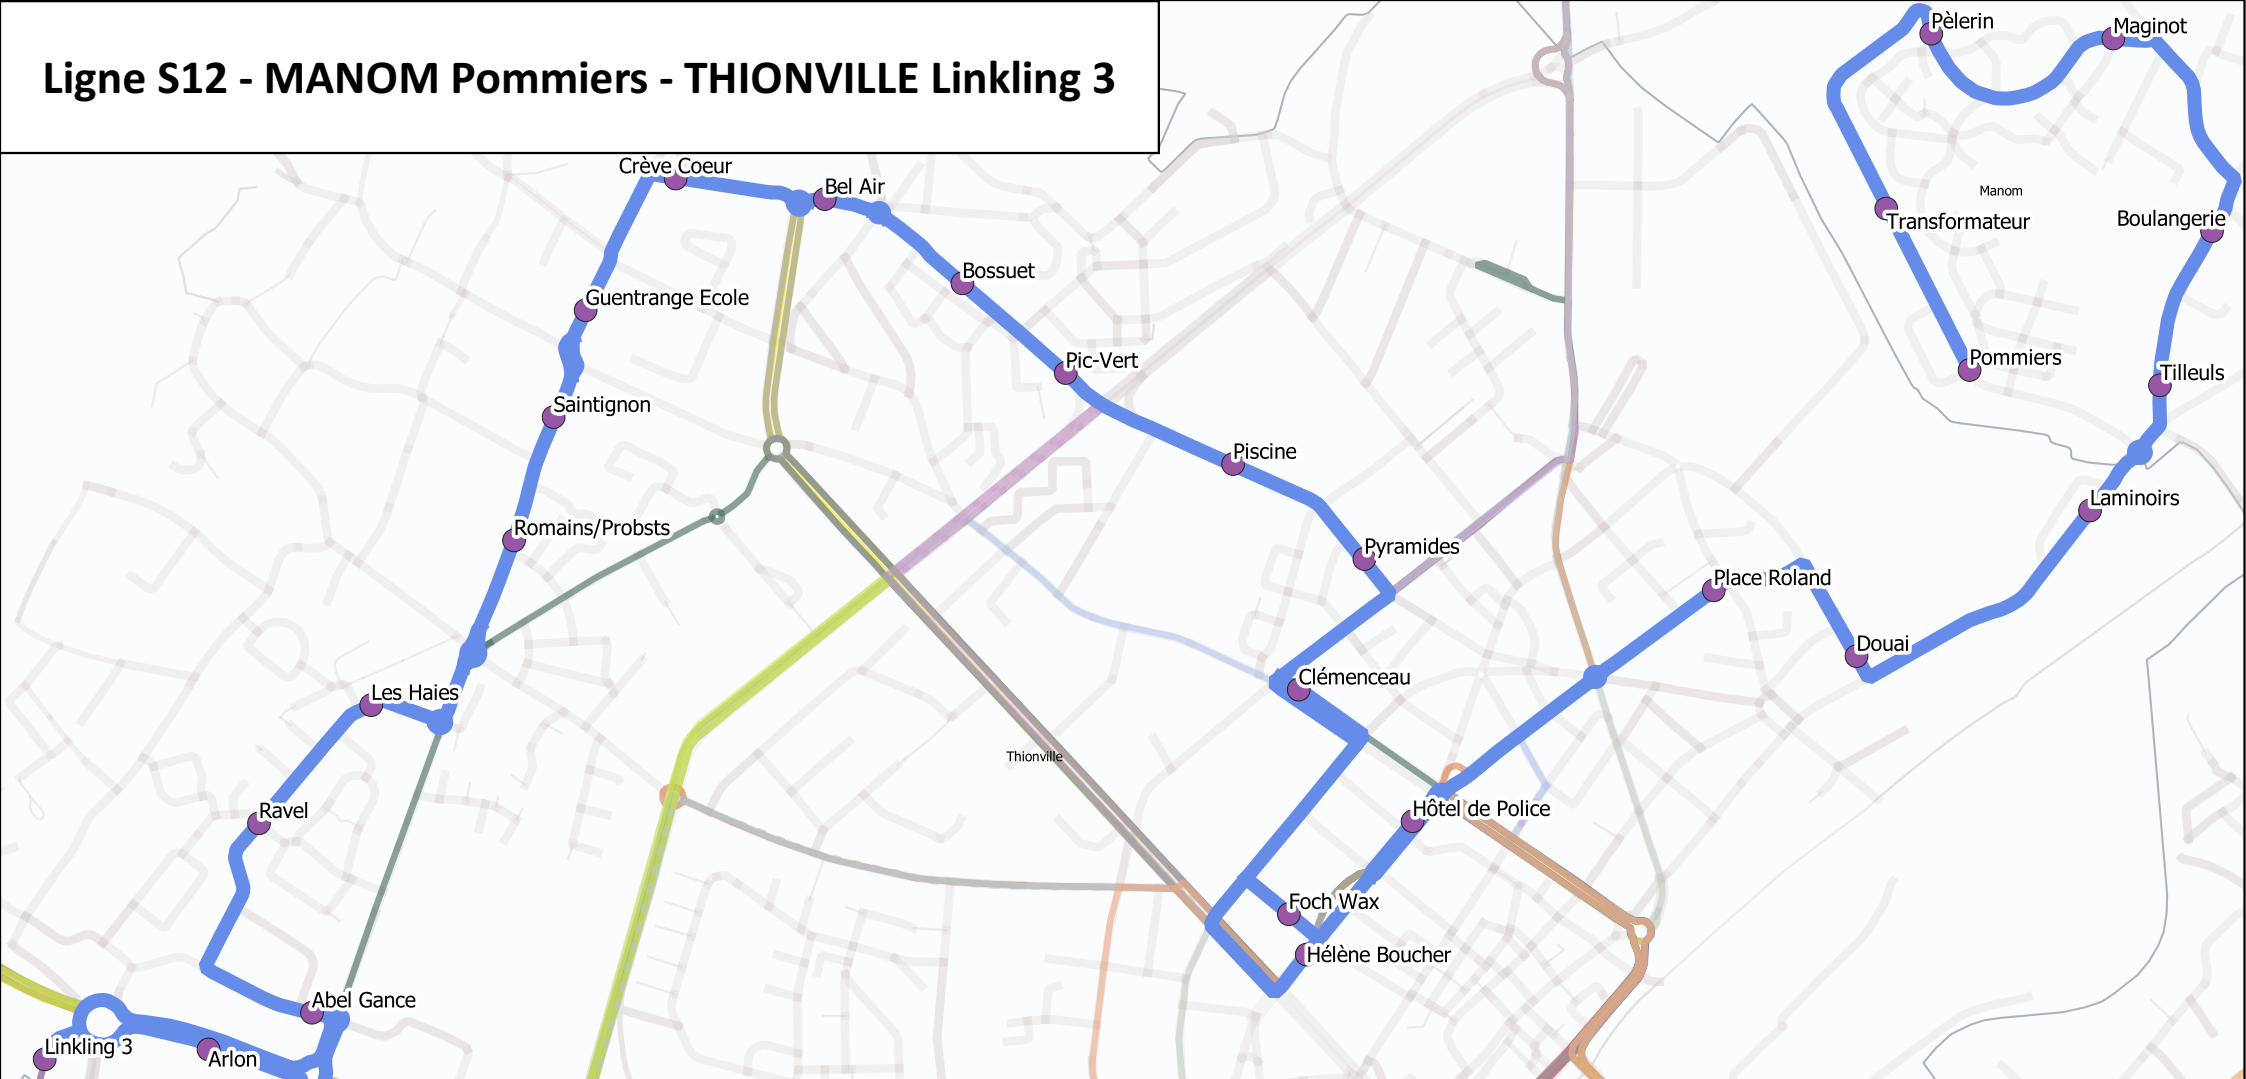 Ligne S12 - MANOM Pommiers - THIONVILLE Linkling 3
Pèlerin
Maginot
Crève Coeur
Bel Air
Manom
Transformateur
Boulangerie
Bossuet
Guentrange Ecole
Pic-Vert
Pommiers
Tilleuls
Saintignon
Piscine
Laminoirs
Romains/Probsts
Pyramides
Place Roland
Douai
Clémenceau
Les Haies
Thionville
Ravel
Hôtel de Police
Foch Wax
Hélène Boucher
Abel Gance
Linkling 3
Arlon